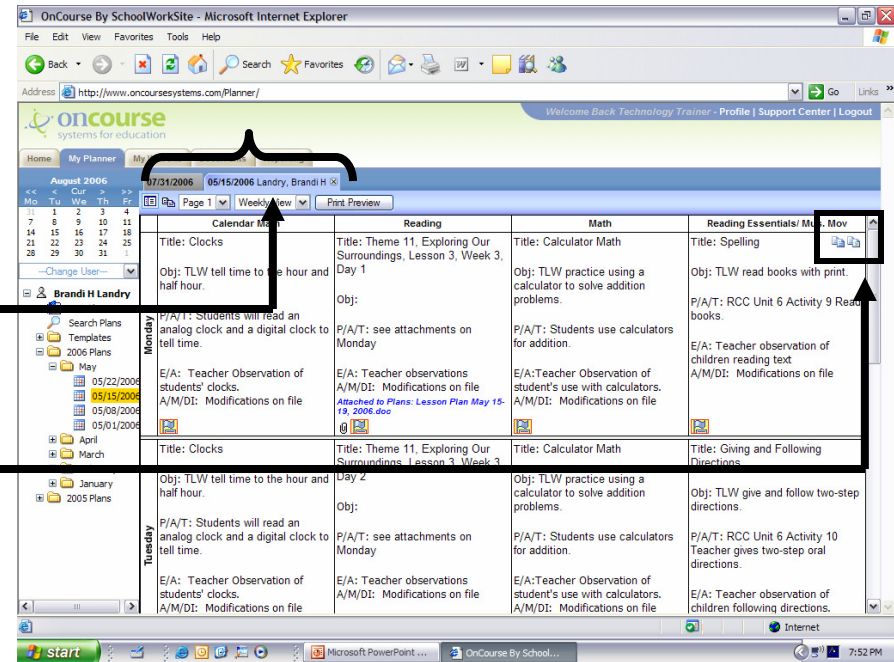 OnCourse By SchoolWorkSite - Microsoft Internet Explorer
File Edit View Favorites Tools Help
Back Search Favorites
Address http://www.oncoursesystems.com/Planner/ Go Links »
oncourse
systems for education
Welcome Back Technology Trainer - Profile | Support Center | Logout
Home My Planner
August 2006
<< < Cur > >>
Mo Tu We Th Fr
31 1 2 3 4
7 8 9 10 11
14 15 16 17 18
21 22 23 24 25
28 29 30 31 1
---Change User---
Brandi H Landry
Search Plans
Templates
2006 Plans
May
05/22/2006
05/15/2006
05/08/2006
05/01/2006
April
March
January
2005 Plans
07/31/2006 05/15/2006 Landry, Brandi H
Page 1 Weekly View Print Preview
Calendar Math Reading Math Reading Essentials/ Mus. Mov
Monday
Title: Clocks
Obj: TLW tell time to the hour and
half hour.
P/A/T: Students will read an
analog clock and a digital clock to
tell time.
E/A: Teacher Observation of
students' clocks.
A/M/DI: Modifications on file
Title: Theme 11, Exploring Our
Surroundings, Lesson 3, Week 3,
Day 1
Obj:
P/A/T: see attachments on
Monday
E/A: Teacher observations
A/M/DI: Modifications on file
Attached to Plans: Lesson Plan May 15-
19, 2006.doc
Title: Calculator Math
Obj: TLW practice using a
calculator to solve addition
problems.
P/A/T: Students use calculators
for addition.
E/A:Teacher Observation of
student's use with calculators.
A/M/DI: Modifications on file
Title: Spelling
Obj: TLW read books with print.
P/A/T: RCC Unit 6 Activity 9 Read
books.
E/A: Teacher observation of
children reading text
A/M/DI: Modifications on file
Tuesday
Title: Clocks
Obj: TLW tell time to the hour and
half hour.
P/A/T: Students will read an
analog clock and a digital clock to
tell time.
E/A: Teacher Observation of
students' clocks.
A/M/DI: Modifications on file
Title: Theme 11, Exploring Our
Surroundings, Lesson 3, Week 3
Day 2
Obj:
P/A/T: see attachments on
Monday
E/A: Teacher observations
A/M/DI: Modifications on file
Title: Calculator Math
Obj: TLW practice using a
calculator to solve addition
problems.
P/A/T: Students use calculators
for addition.
E/A:Teacher Observation of
student's use with calculators.
A/M/DI: Modifications on file
Title: Giving and Following
Directions
Obj: TLW give and follow two-step
directions.
P/A/T: RCC Unit 6 Activity 10
Teacher gives two-step oral
directions.
E/A: Teacher observation of
children following directions.
Internet
start Microsoft PowerPoint ... OnCourse By School... 7:52 PM